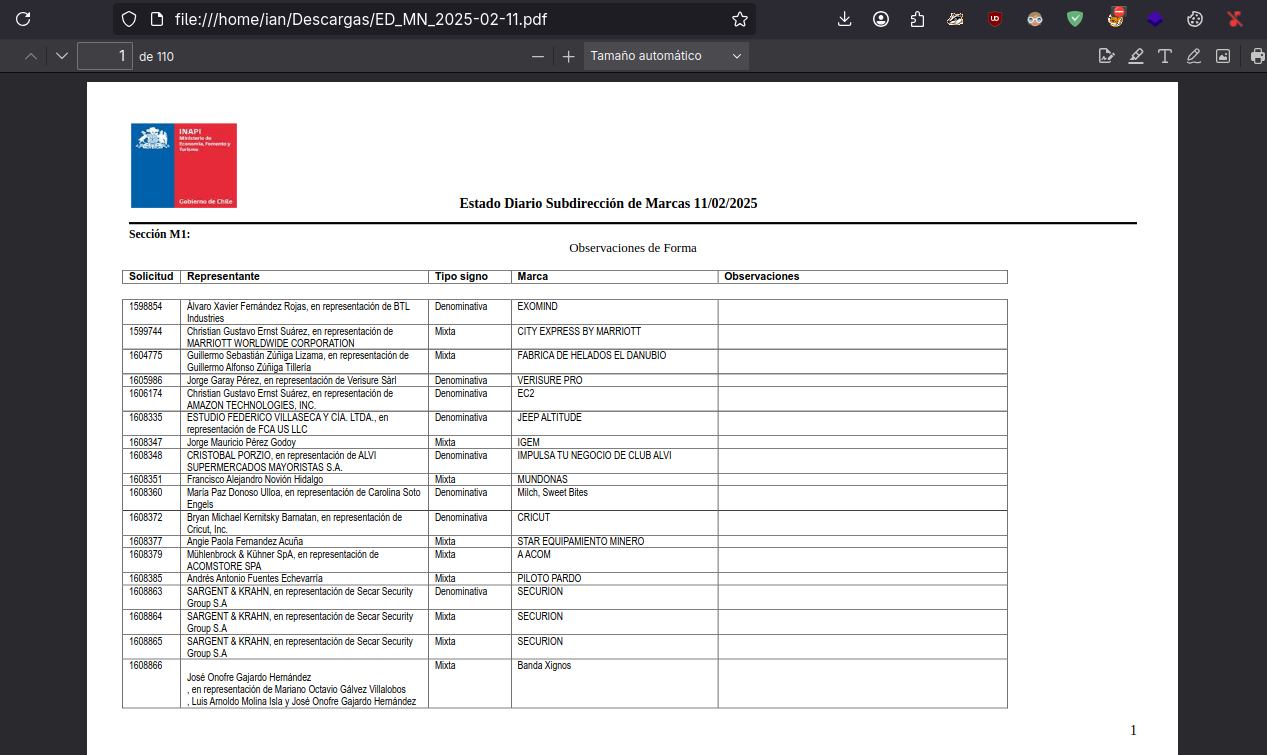 file:///home/ian/Descargas/ED_MN_2025-02-11.pdf
1 de 110
Tamaño automático
INAPI
Ministerio de
Economía, Fomento y
Turismo
Gobierno de Chile
Estado Diario Subdirección de Marcas 11/02/2025
Sección M1:
Observaciones de Forma
Solicitud Representante Tipo signo Marca Observaciones
1598854 Álvaro Xavier Fernández Rojas, en representación de BTL Denominativa EXOMIND
Industries
1599744 Christian Gustavo Ernst Suárez, en representación de Mixta CITY EXPRESS BY MARRIOTT
MARRIOTT WORLDWIDE CORPORATION
1604775 Guillermo Sebastián Zúñiga Lizama, en representación de Mixta FABRICA DE HELADOS EL DANUBIO
Guillermo Alfonso Zúñiga Tillería
1605986 Jorge Garay Pérez, en representación de Verisure Sàrl Denominativa VERISURE PRO
1606174 Christian Gustavo Ernst Suárez, en representación de Denominativa EC2
AMAZON TECHNOLOGIES, INC.
1608335 ESTUDIO FEDERICO VILLASECA Y CÍA. LTDA., en Denominativa JEEP ALTITUDE
representación de FCA US LLC
1608347 Jorge Mauricio Pérez Godoy Mixta IGEM
1608348 CRISTOBAL PORZIO, en representación de ALVI Denominativa IMPULSA TU NEGOCIO DE CLUB ALVI
SUPERMERCADOS MAYORISTAS S.A.
1608351 Francisco Alejandro Novión Hidalgo Mixta MUNDONAS
1608360 María Paz Donoso Ulloa, en representación de Carolina Soto Denominativa Milch, Sweet Bites
Engels
1608372 Bryan Michael Kernitsky Barnatan, en representación de Denominativa CRICUT
Cricut, Inc.
1608377 Angie Paola Fernandez Acuña Mixta STAR EQUIPAMIENTO MINERO
1608379 Mühlenbrock & Kühner SpA, en representación de Mixta A ACOM
ACOMSTORE SPA
1608385 Andrés Antonio Fuentes Echevarría Mixta PILOTO PARDO
1608863 SARGENT & KRAHN, en representación de Secar Security Denominativa SECURION
Group S.A
1608864 SARGENT & KRAHN, en representación de Secar Security Mixta SECURION
Group S.A
1608865 SARGENT & KRAHN, en representación de Secar Security Mixta SECURION
Group S.A
1608866 Mixta Banda Xignos
José Onofre Gajardo Hernández
, en representación de Mariano Octavio Gálvez Villalobos
, Luis Arnoldo Molina Isla y José Onofre Gajardo Hernández
1